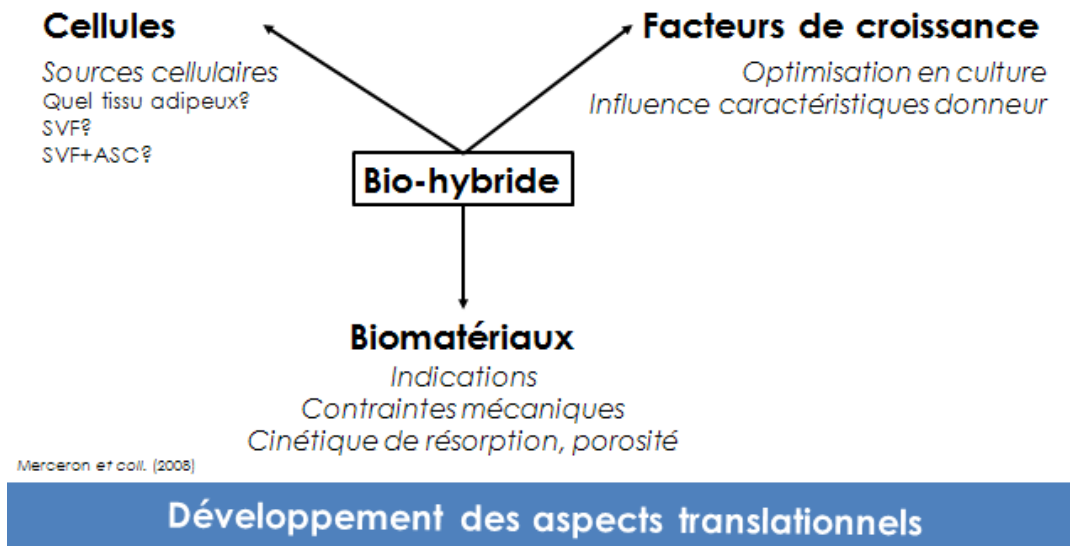 Cellules
Sources cellulaires
Quel tissu adipeux?
SVF?
SVF+ASC?
Facteurs de croissance
Optimisation en culture
Influence caractéristiques donneur
Bio-hybride
Biomatériaux
Indications
Contraintes mécaniques
Cinétique de résorption, porosité
Merceron et coll. (2008)
Développement des aspects translationnels